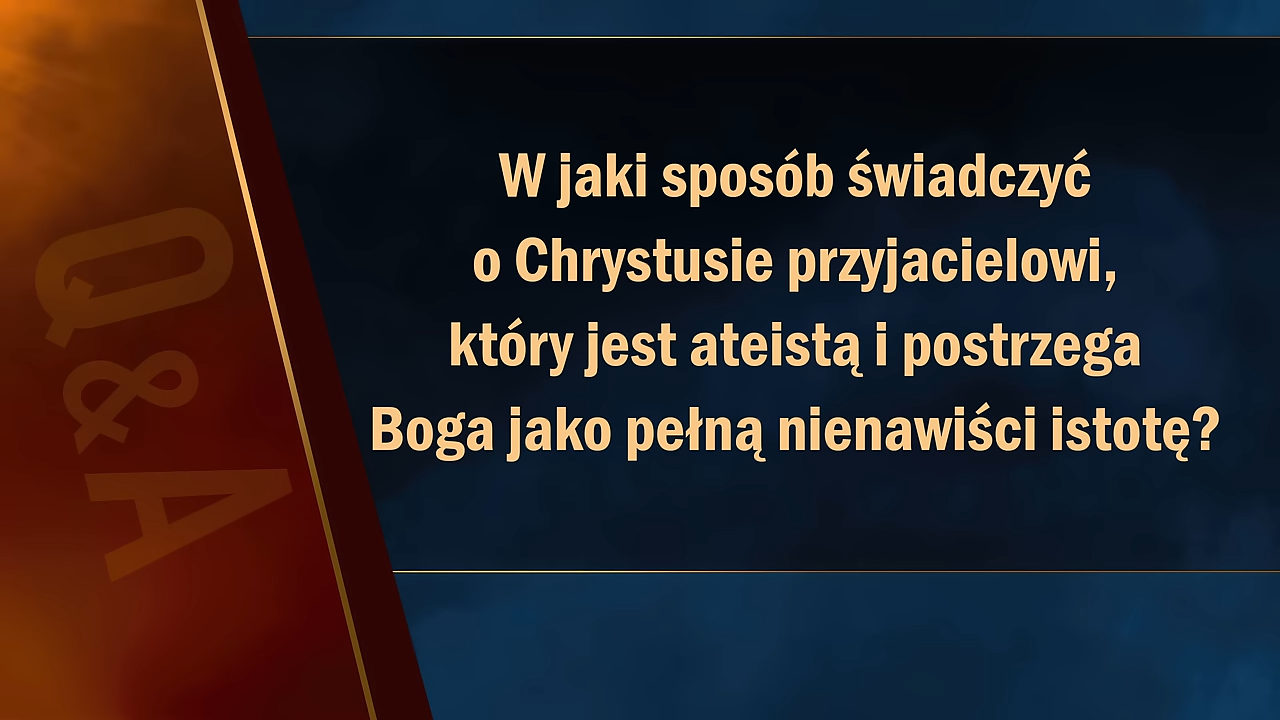 Q & A
W jaki sposób świadczyć
o Chrystusie przyjacielowi,
który jest ateistą i postrzega
Boga jako pełną nienawiści istotę?